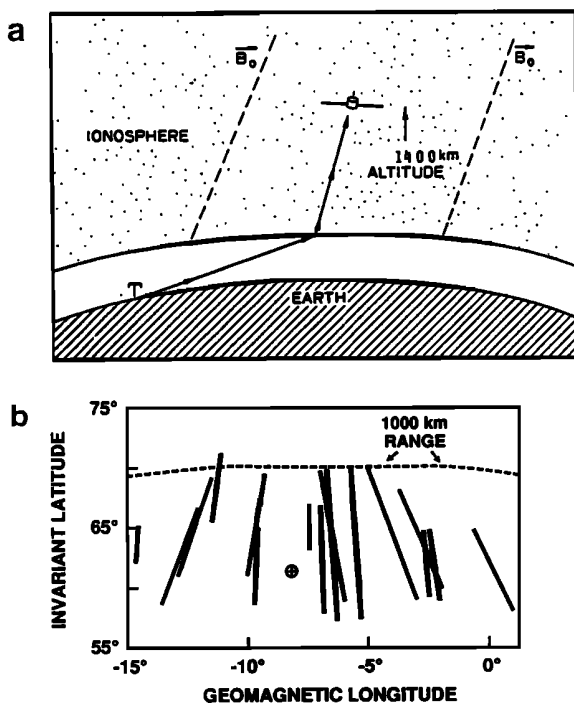 a
B₀
B₀
IONOSPHERE
1400 km
ALTITUDE
T
EARTH
b
1000 km
RANGE
75°
65°
55°
INVARIANT LATITUDE
-15°
-10°
-5°
0°
GEOMAGNETIC LONGITUDE